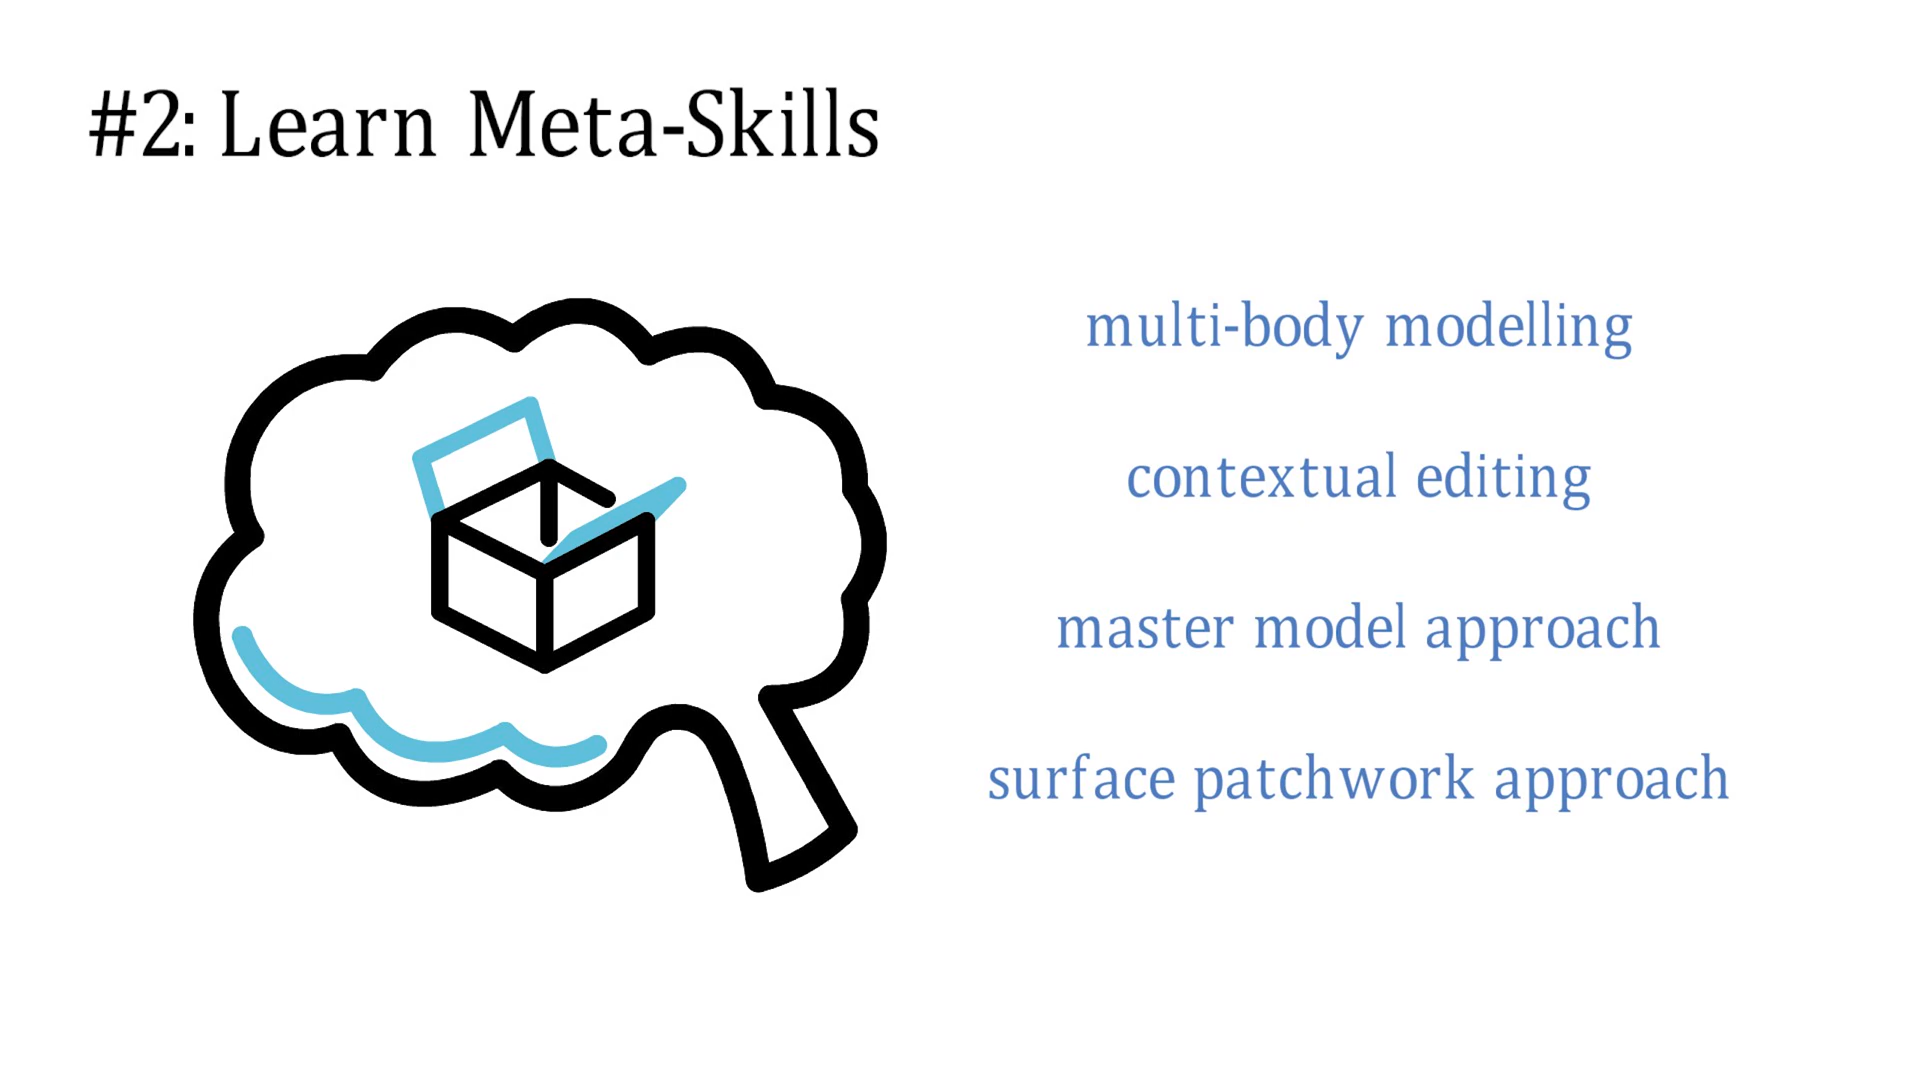 #2: Learn Meta-Skills
multi-body modelling
contextual editing
master model approach
surface patchwork approach